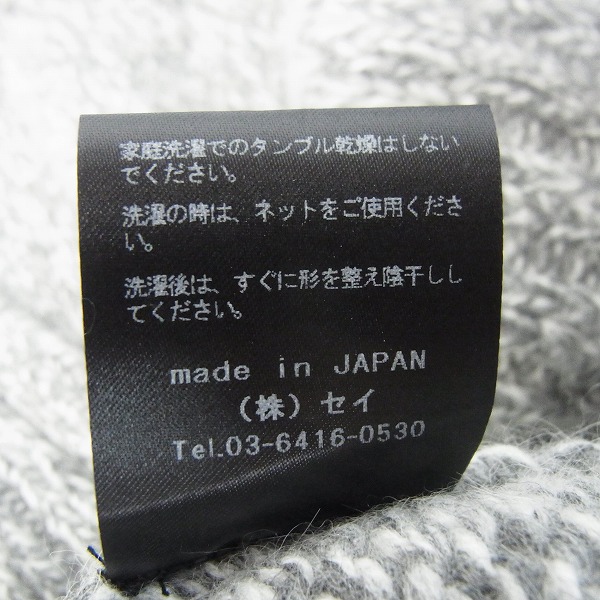 家庭洗濯でのタンブル乾燥はしない
でください。
洗濯の時は、ネットをご使用くださ
い。
洗濯後は、すぐに形を整え陰干しし
てください。
made in JAPAN
（株）セイ
Tel.03-6416-0530